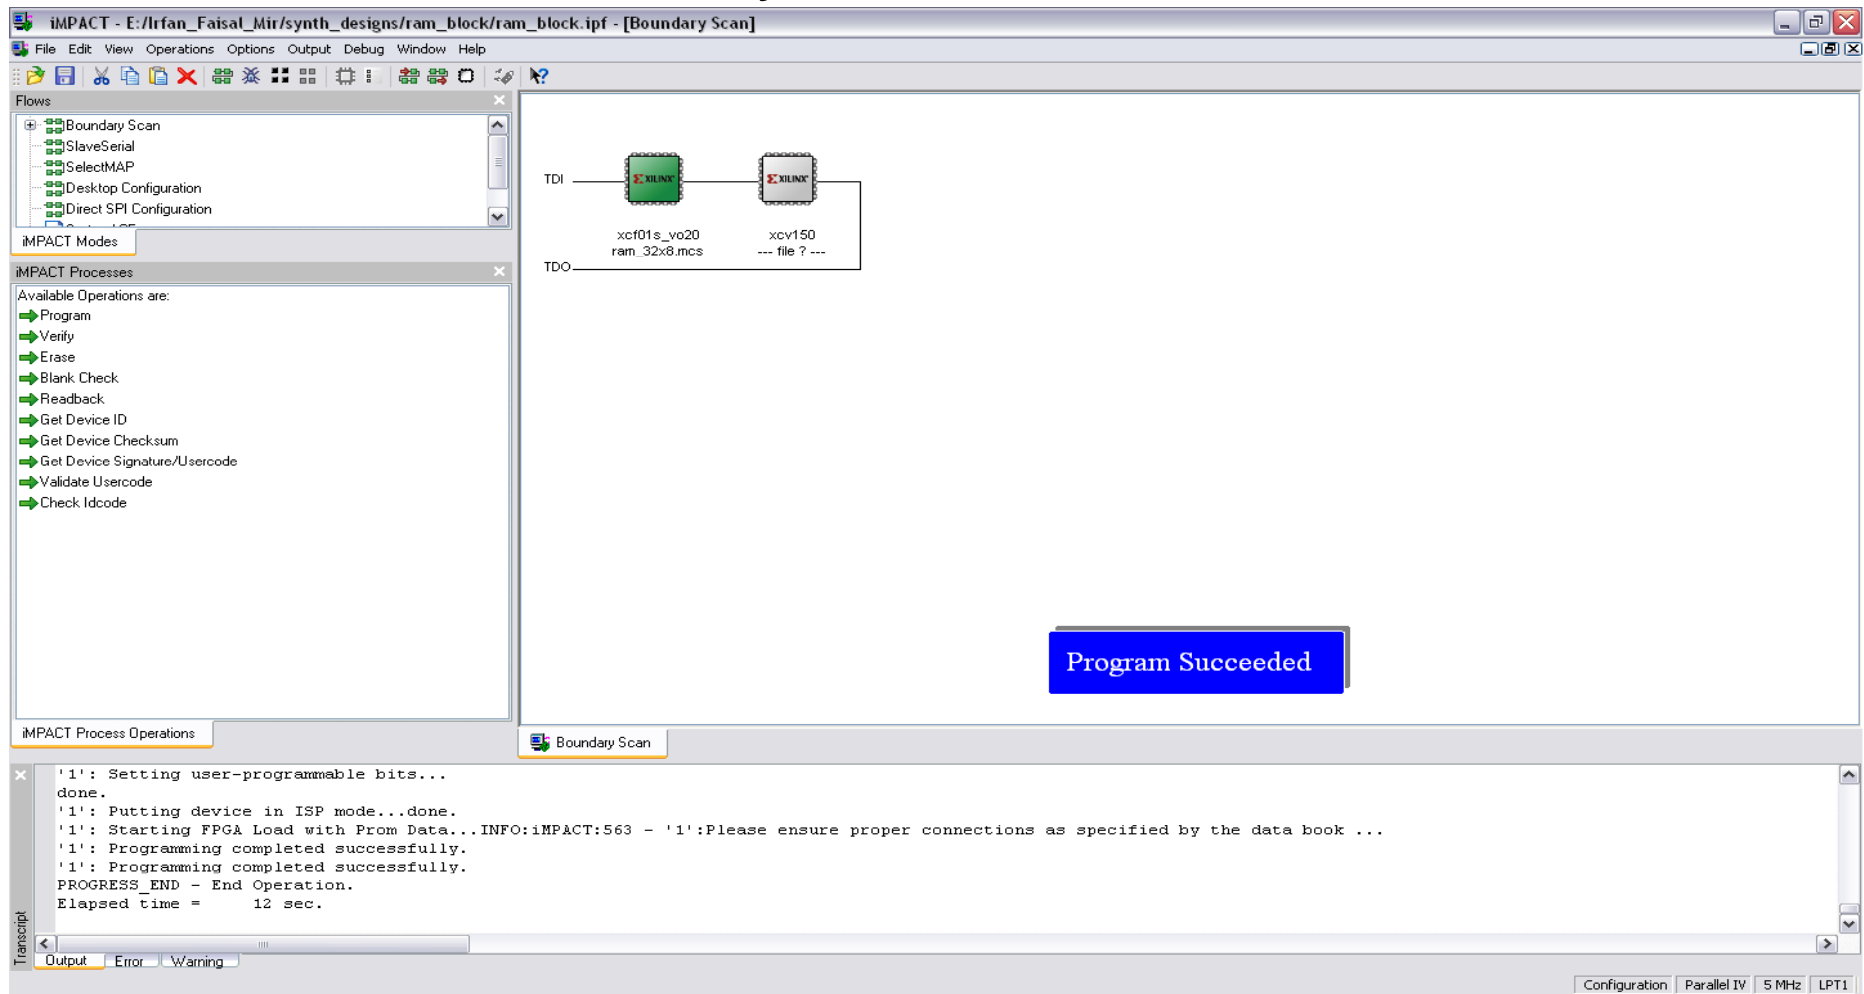 iMPACT - E:/Irfan_Faisal_Mir/synth_designs/ram_block/ram_block.ipf - [Boundary Scan]
File Edit View Operations Options Output Debug Window Help
Flows
Boundary Scan
SlaveSerial
SelectMAP
Desktop Configuration
Direct SPI Configuration
iMPACT Modes
iMPACT Processes
Available Operations are:
Program
Verify
Erase
Blank Check
Readback
Get Device ID
Get Device Checksum
Get Device Signature/Usercode
Validate Usercode
Check Idcode
iMPACT Process Operations
TDI
XILINX
XILINX
xcf01s_vo20
xcv150
ram_32x8.mcs
--- file ? ---
TDO
Program Succeeded
Boundary Scan
'1': Setting user-programmable bits...
done.
'1': Putting device in ISP mode...done.
'1': Starting FPGA Load with Prom Data...INFO:iMPACT:563 - '1':Please ensure proper connections as specified by the data book ...
'1': Programming completed successfully.
'1': Programming completed successfully.
PROGRESS_END - End Operation.
Elapsed time =     12 sec.
Transcript
Output Error Warning
Configuration Parallel IV 5 MHz LPT1